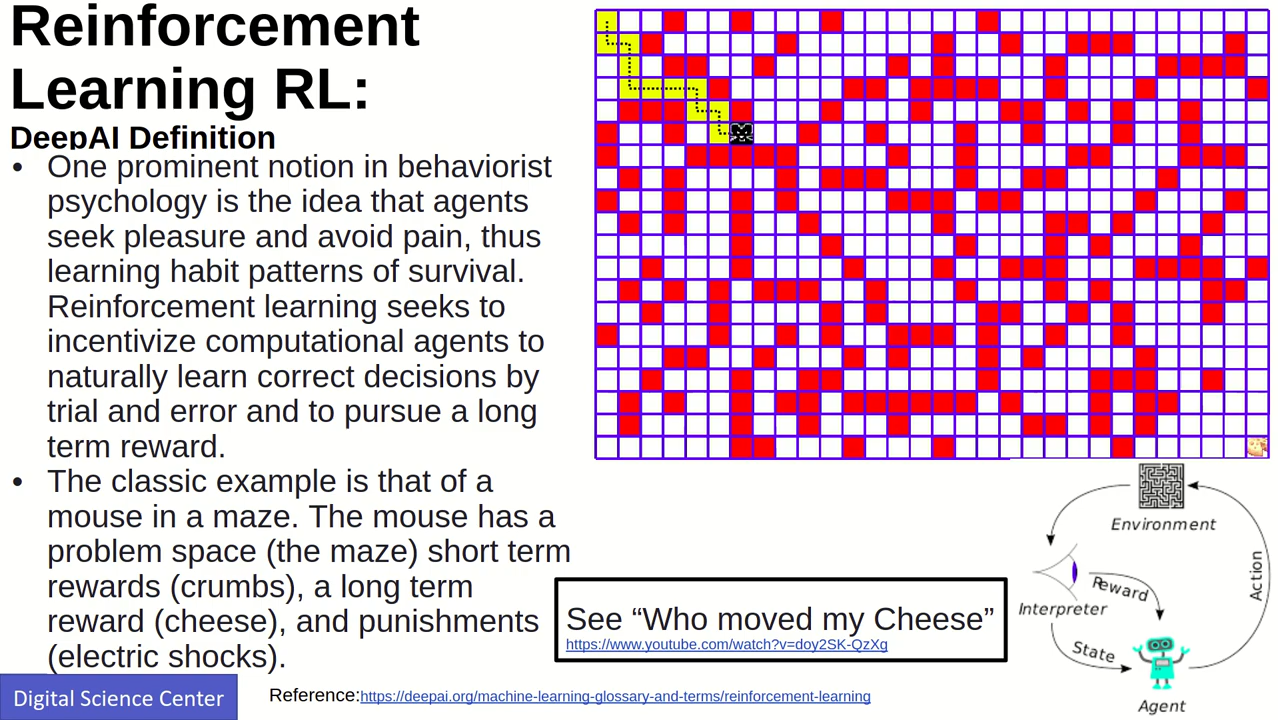 Reinforcement
Learning RL:
DeepAI Definition
• One prominent notion in behaviorist
psychology is the idea that agents
seek pleasure and avoid pain, thus
learning habit patterns of survival.
Reinforcement learning seeks to
incentivize computational agents to
naturally learn correct decisions by
trial and error and to pursue a long
term reward.
• The classic example is that of a
mouse in a maze. The mouse has a
problem space (the maze) short term
rewards (crumbs), a long term
reward (cheese), and punishments
(electric shocks).
See “Who moved my Cheese”
https://www.youtube.com/watch?v=doy2SK-QzXg
Environment
Reward
Interpreter
Action
State
Agent
Digital Science Center
Reference:https://deepai.org/machine-learning-glossary-and-terms/reinforcement-learning